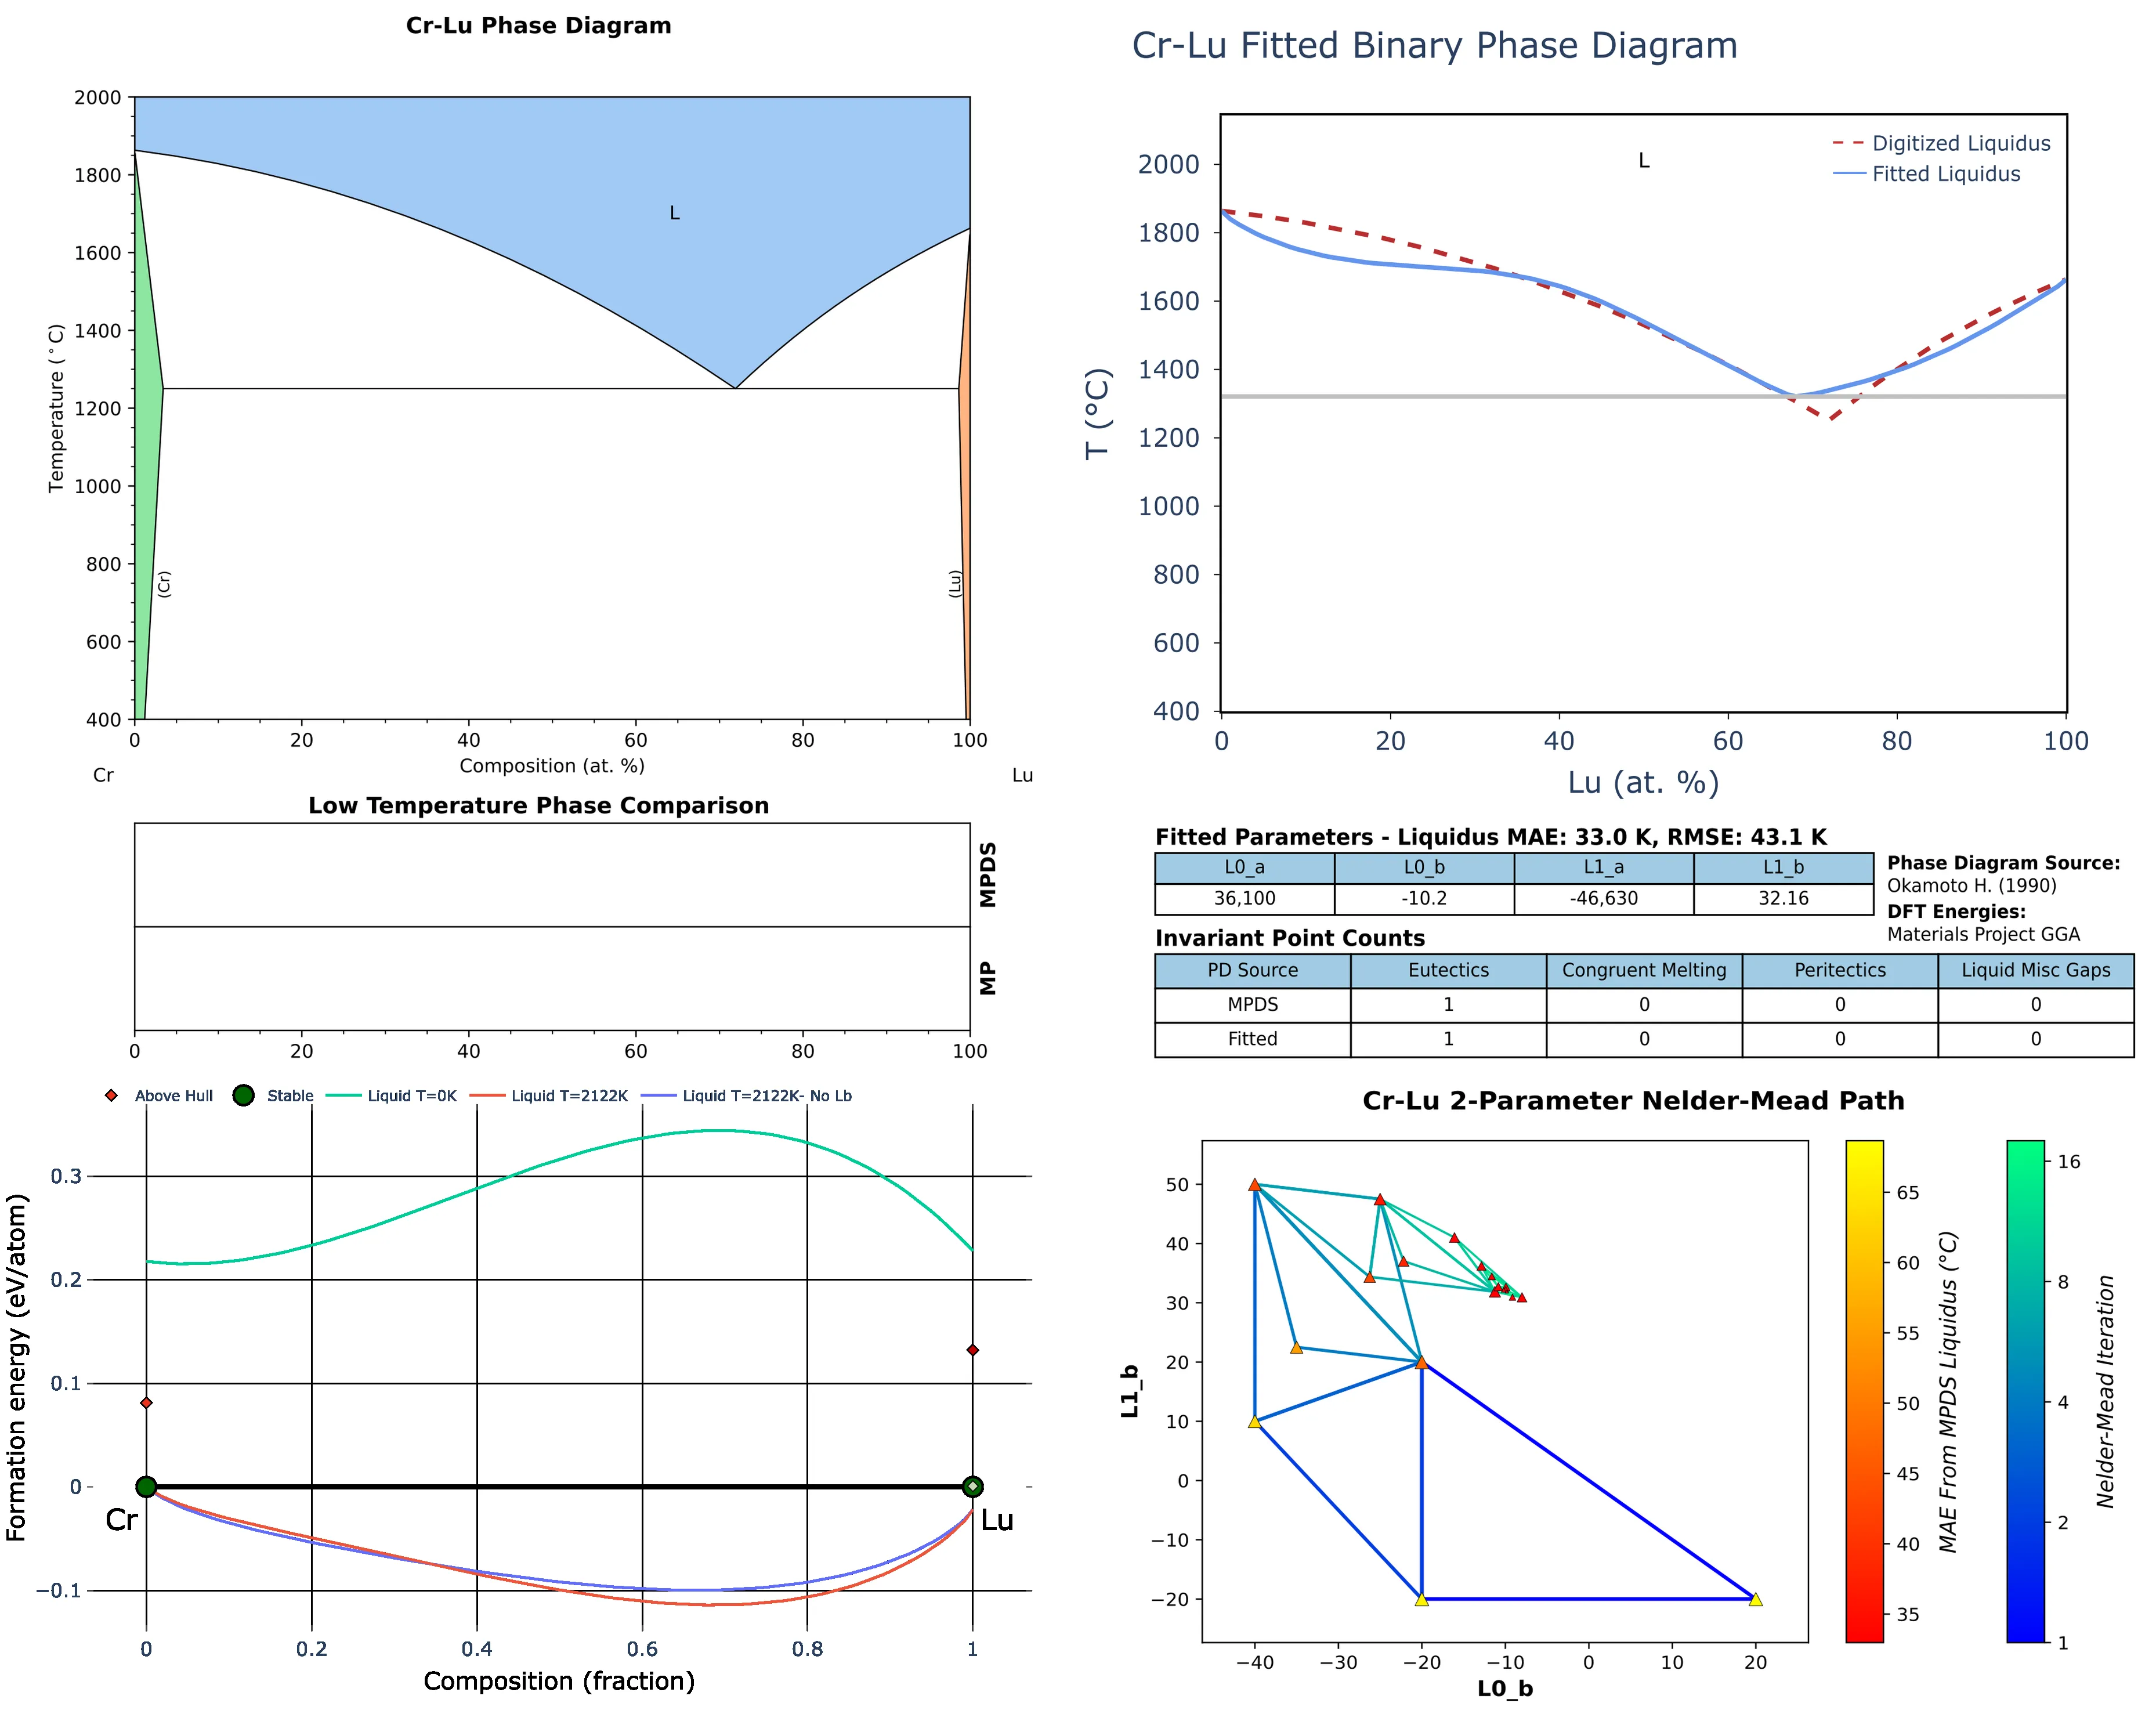 Cr-Lu Phase Diagram
2000
1800
1600
1400
1200
1000
800
600
400
Temperature (°C)
L
(Cr)
(Lu)
0 20 40 60 80 100
Composition (at. %)
Cr Lu
Cr-Lu Fitted Binary Phase Diagram
L
Digitized Liquidus
Fitted Liquidus
2000
1800
1600
1400
1200
1000
800
600
400
T (°C)
0 20 40 60 80 100
Lu (at. %)
Low Temperature Phase Comparison
MPDS
MP
0 20 40 60 80 100
Fitted Parameters - Liquidus MAE: 33.0 K, RMSE: 43.1 K
L0_a L0_b L1_a L1_b
36,100 -10.2 -46,630 32.16
Phase Diagram Source:
Okamoto H. (1990)
DFT Energies:
Materials Project GGA
Invariant Point Counts
PD Source Eutectics Congruent Melting Peritectics Liquid Misc Gaps
MPDS 1 0 0 0
Fitted 1 0 0 0
Above Hull Stable Liquid T=0K Liquid T=2122K Liquid T=2122K- No Lb
0.3
0.2
0.1
0
−0.1
Formation energy (eV/atom)
Cr Lu
0 0.2 0.4 0.6 0.8 1
Composition (fraction)
Cr-Lu 2-Parameter Nelder-Mead Path
50
40
30
20
10
0
−10
−20
L1_b
−40 −30 −20 −10 0 10 20
L0_b
65
60
55
50
45
40
35
MAE From MPDS Liquidus (°C)
16
8
4
2
1
Nelder-Mead Iteration